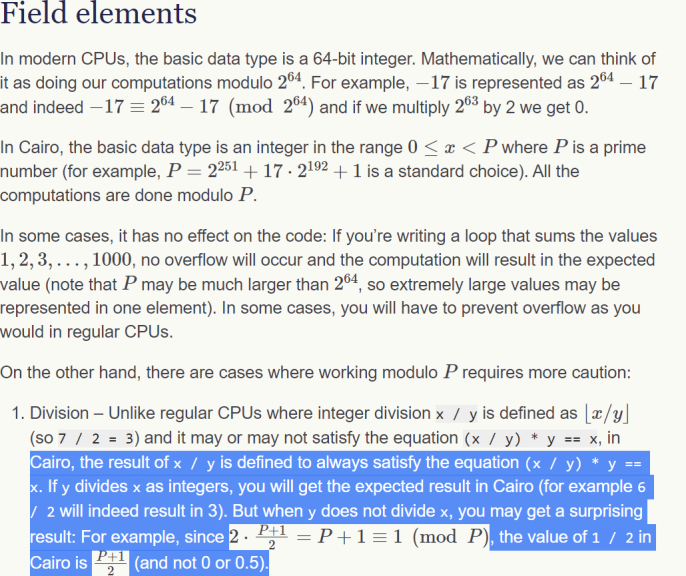 Field elements
In modern CPUs, the basic data type is a 64-bit integer. Mathematically, we can think of
it as doing our computations modulo 2^64. For example, −17 is represented as 2^64 − 17
and indeed −17 ≡ 2^64 − 17 (mod 2^64) and if we multiply 2^63 by 2 we get 0.
In Cairo, the basic data type is an integer in the range 0 ≤ x < P where P is a prime
number (for example, P = 2^251 + 17 · 2^192 + 1 is a standard choice). All the
computations are done modulo P.
In some cases, it has no effect on the code: If you’re writing a loop that sums the values
1, 2, 3, . . . , 1000, no overflow will occur and the computation will result in the expected
value (note that P may be much larger than 2^64, so extremely large values may be
represented in one element). In some cases, you will have to prevent overflow as you
would in regular CPUs.
On the other hand, there are cases where working modulo P requires more caution:
1. Division – Unlike regular CPUs where integer division x / y is defined as ⌊x/y⌋
(so 7 / 2 = 3) and it may or may not satisfy the equation (x / y) * y == x, in
Cairo, the result of x / y is defined to always satisfy the equation (x / y) * y ==
x. If y divides x as integers, you will get the expected result in Cairo (for example 6
/ 2 will indeed result in 3). But when y does not divide x, you may get a surprising
result: For example, since 2 · (P+1)/2 = P + 1 ≡ 1 (mod P), the value of 1 / 2 in
Cairo is (P+1)/2 (and not 0 or 0.5).